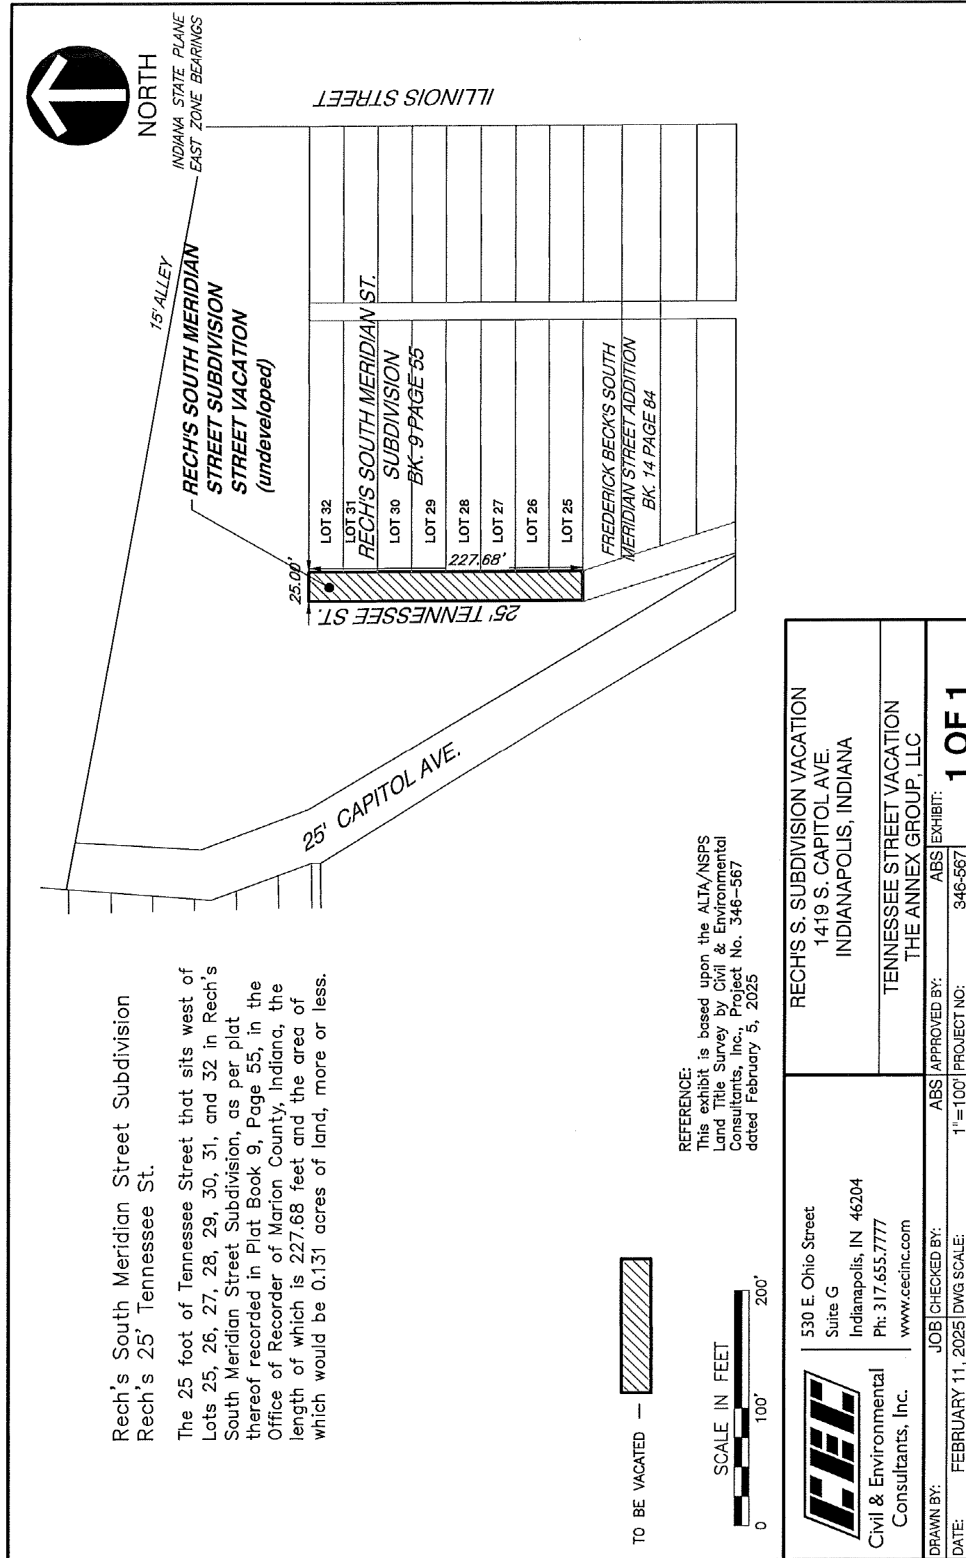 Rech's South Meridian Street Subdivision
Rech's 25' Tennessee St.
The 25 foot of Tennessee Street that sits west of
Lots 25, 26, 27, 28, 29, 30, 31, and 32 in Rech's
South Meridian Street Subdivision, as per plat
thereof recorded in Plat Book 9, Page 55, in the
Office of Recorder of Marion County, Indiana, the
length of which is 227.68 feet and the area of
which would be 0.131 acres of land, more or less.
NORTH
INDIANA STATE PLANE
EAST ZONE BEARINGS
15' ALLEY
RECH'S SOUTH MERIDIAN
STREET SUBDIVISION
STREET VACATION
(undeveloped)
ILLINOIS STREET
25' CAPITOL AVE.
25.00'
25' TENNESSEE ST.
227.68'
LOT 32
LOT 31
RECH'S SOUTH MERIDIAN ST.
LOT 30
SUBDIVISION
BK. 9 PAGE 55
LOT 29
LOT 28
LOT 27
LOT 26
LOT 25
FREDERICK BECK'S SOUTH
MERIDIAN STREET ADDITION
BK. 14 PAGE 84
TO BE VACATED
SCALE IN FEET
0 100' 200'
REFERENCE:
This exhibit is based upon the ALTA/NSPS
Land Title Survey by Civil & Environmental
Consultants, Inc., Project No. 346-567
dated February 5, 2025
CEC
Civil & Environmental
Consultants, Inc.
530 E. Ohio Street
Suite G
Indianapolis, IN 46204
Ph: 317.655.7777
www.cecinc.com
RECH'S S. SUBDIVISION VACATION
1419 S. CAPITOL AVE.
INDIANAPOLIS, INDIANA
TENNESSEE STREET VACATION
THE ANNEX GROUP, LLC
DRAWN BY: JOB CHECKED BY: ABS APPROVED BY: ABS EXHIBIT:
DATE: FEBRUARY 11, 2025 DWG SCALE: 1"=100' PROJECT NO: 346-567
1 OF 1